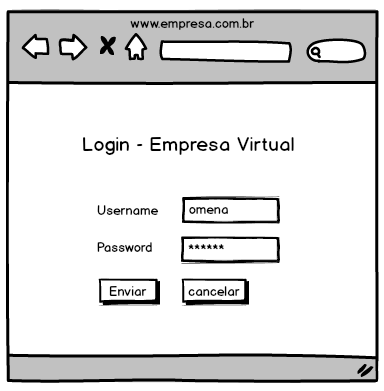 www.empresa.com.br
Login - Empresa Virtual
Username omena
Password ******
Enviar cancelar